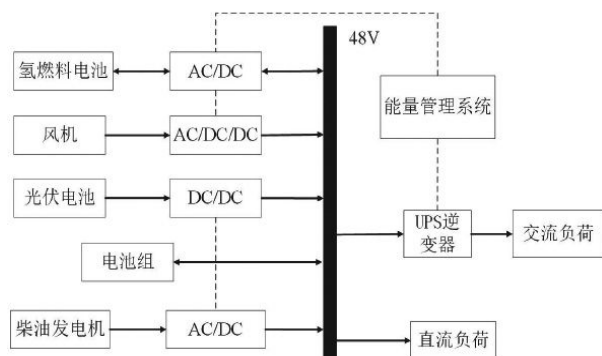 48V
氢燃料电池
AC/DC
能量管理系统
风机
AC/DC/DC
光伏电池
DC/DC
UPS逆
变器
交流负荷
电池组
柴油发电机
AC/DC
直流负荷